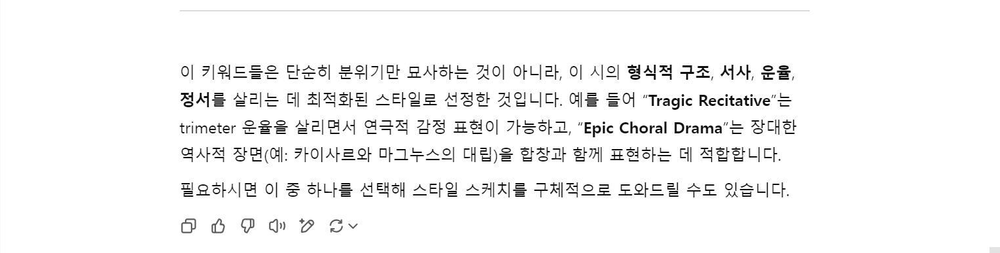 이 키워드들은 단순히 분위기만 묘사하는 것이 아니라, 이 시의 형식적 구조, 서사, 운율,
정서를 살리는 데 최적화된 스타일로 선정한 것입니다. 예를 들어 “Tragic Recitative”는
trimeter 운율을 살리면서 연극적 감정 표현이 가능하고, “Epic Choral Drama”는 장대한
역사적 장면(예: 카이사르와 마그누스의 대립)을 합창과 함께 표현하는 데 적합합니다.
필요하시면 이 중 하나를 선택해 스타일 스케치를 구체적으로 도와드릴 수도 있습니다.